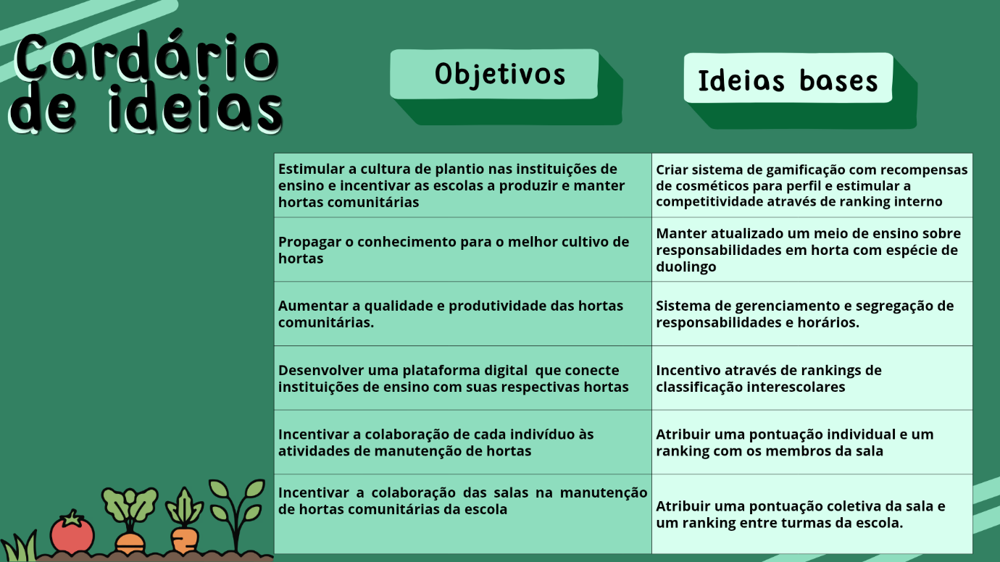 Cardário
de ideias
Objetivos
Ideias bases
Estimular a cultura de plantio nas instituições de
ensino e incentivar as escolas a produzir e manter
hortas comunitárias
Criar sistema de gamificação com recompensas
de cosméticos para perfil e estimular a
competitividade através de ranking interno
Propagar o conhecimento para o melhor cultivo de
hortas
Manter atualizado um meio de ensino sobre
responsabilidades em horta com espécie de
duolingo
Aumentar a qualidade e produtividade das hortas
comunitárias.
Sistema de gerenciamento e segregação de
responsabilidades e horários.
Desenvolver uma plataforma digital  que conecte
instituições de ensino com suas respectivas hortas
Incentivo através de rankings de
classificação interescolares
Incentivar a colaboração de cada indivíduo às
atividades de manutenção de hortas
Atribuir uma pontuação individual e um
ranking com os membros da sala
Incentivar a colaboração das salas na manutenção
de hortas comunitárias da escola
Atribuir uma pontuação coletiva da sala e
um ranking entre turmas da escola.